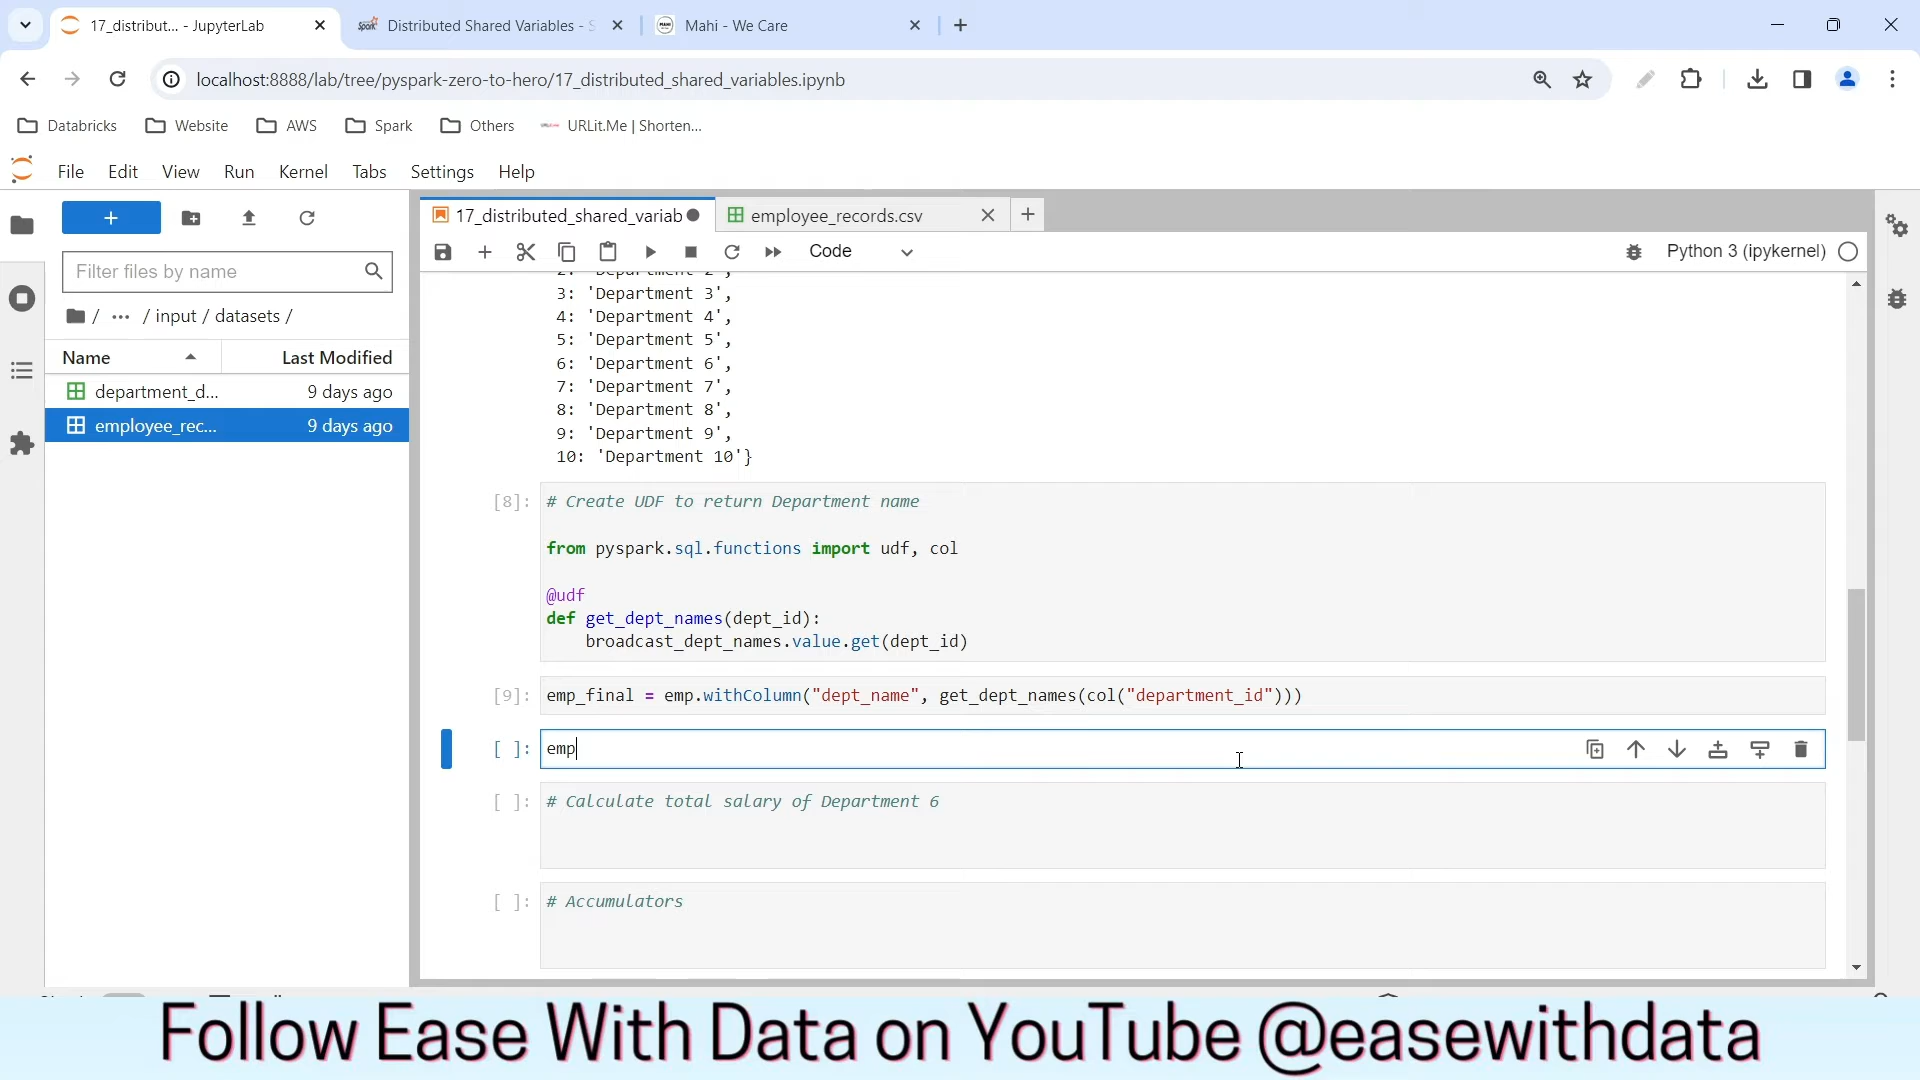 17_distribut... - JupyterLab
Distributed Shared Variables - S
Mahi - We Care
localhost:8888/lab/tree/pyspark-zero-to-hero/17_distributed_shared_variables.ipynb
Databricks
Website
AWS
Spark
Others
URLit.Me | Shorten...
File Edit View Run Kernel Tabs Settings Help
Filter files by name
/ ... / input / datasets /
Name Last Modified
department_d... 9 days ago
employee_rec... 9 days ago
17_distributed_shared_variab
employee_records.csv
Code
Python 3 (ipykernel)
2: 'Department 2',
3: 'Department 3',
4: 'Department 4',
5: 'Department 5',
6: 'Department 6',
7: 'Department 7',
8: 'Department 8',
9: 'Department 9',
10: 'Department 10'}
[8]: # Create UDF to return Department name
from pyspark.sql.functions import udf, col
@udf
def get_dept_names(dept_id):
broadcast_dept_names.value.get(dept_id)
[9]: emp_final = emp.withColumn("dept_name", get_dept_names(col("department_id")))
[ ]: emp
[ ]: # Calculate total salary of Department 6
[ ]: # Accumulators
Follow Ease With Data on YouTube @easewithdata